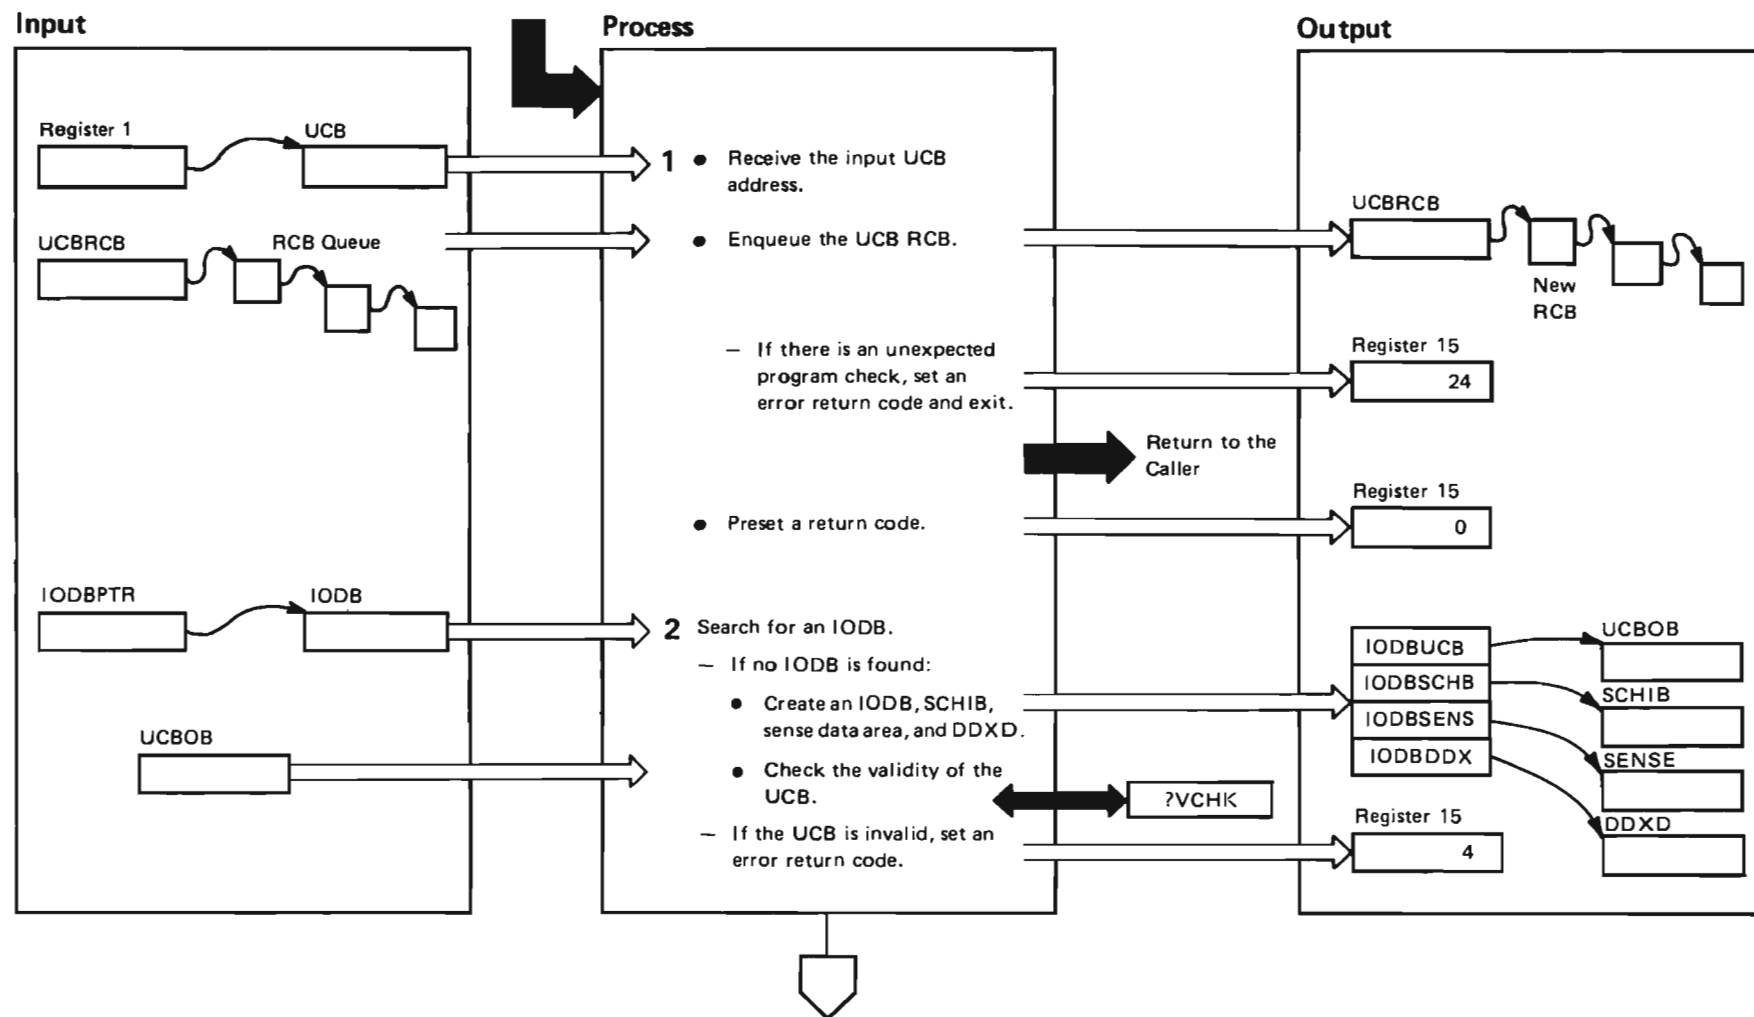 Input
Process
Output
Register 1
UCB
1 • Receive the input UCB
address.
UCBRCB
RCB Queue
• Enqueue the UCB RCB.
UCBRCB
New
RCB
– If there is an unexpected
program check, set an
error return code and exit.
Register 15
24
Return to the
Caller
• Preset a return code.
Register 15
0
IODBPTR
IODB
2 Search for an IODB.
– If no IODB is found:
• Create an IODB, SCHIB,
sense data area, and DDXD.
UCBOB
• Check the validity of the
UCB.
?VCHK
– If the UCB is invalid, set an
error return code.
IODBUCB
IODBSCHB
IODBSENS
IODBDDX
UCBOB
SCHIB
SENSE
DDXD
Register 15
4